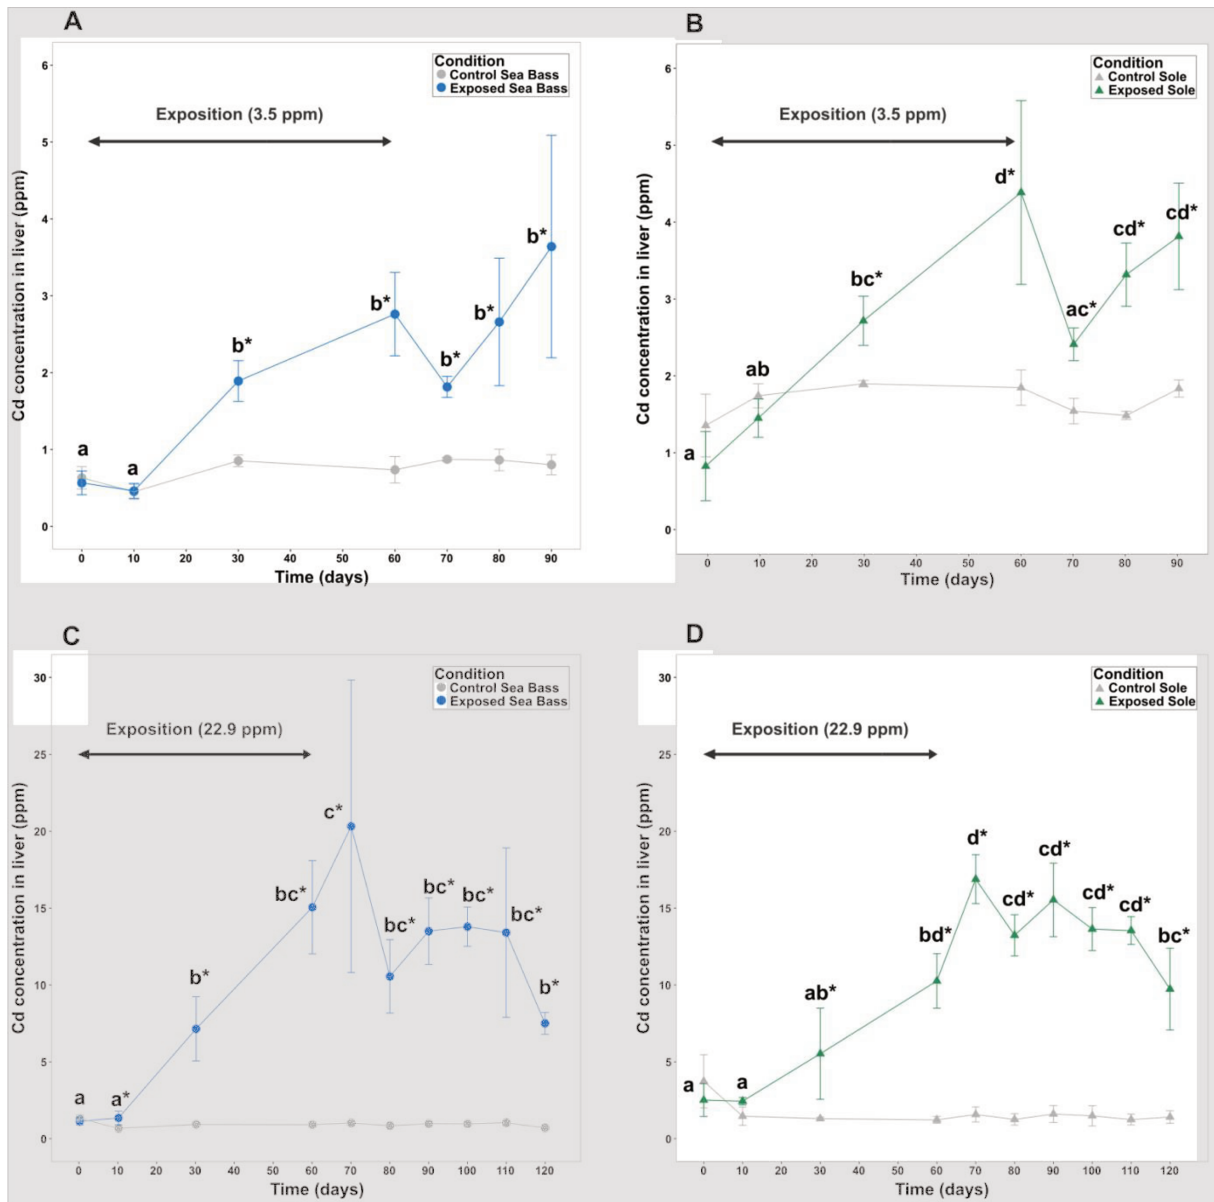 A
Condition
Control Sea Bass
Exposed Sea Bass
Exposition (3.5 ppm)
Cd concentration in liver (ppm)
6
5
4
3
2
1
0
a
a
b*
b*
b*
b*
b*
0 10 20 30 40 50 60 70 80 90
Time (days)
B
Condition
Control Sole
Exposed Sole
Exposition (3.5 ppm)
Cd concentration in liver (ppm)
6
5
4
3
2
1
0
a
ab
bc*
d*
ac*
cd*
cd*
0 10 20 30 40 50 60 70 80 90
Time (days)
C
Condition
Control Sea Bass
Exposed Sea Bass
Exposition (22.9 ppm)
Cd concentration in liver (ppm)
30
25
20
15
10
5
0
a
a*
b*
bc*
c*
bc*
bc*
bc*
bc*
b*
0 10 20 30 40 50 60 70 80 90 100 110 120
Time (days)
D
Condition
Control Sole
Exposed Sole
Exposition (22.9 ppm)
Cd concentration in liver (ppm)
30
25
20
15
10
5
0
a
a
ab*
bd*
d*
cd*
cd*
cd*
cd*
bc*
0 10 20 30 40 50 60 70 80 90 100 110 120
Time (days)